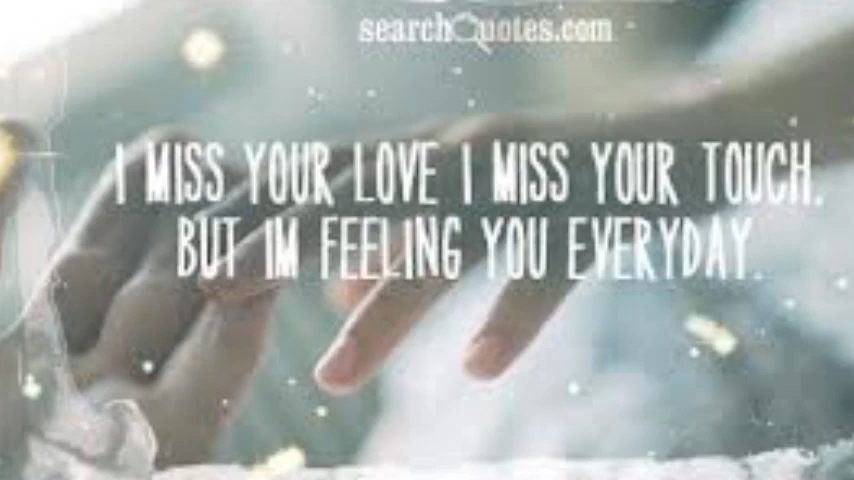 searchQuotes.com
I MISS YOUR LOVE I MISS YOUR TOUCH.
BUT IM FEELING YOU EVERYDAY.